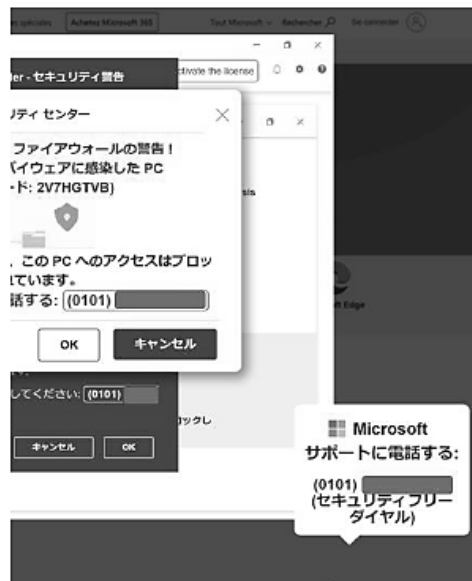 es spéciales Achetez Microsoft 365 Tout Microsoft Rechercher Se connecter
der - セキュリティ警告
ctivate the license
リティ センター
ファイアウォールの警告！
パイウェアに感染した PC
ード: 2V7HGTVB)
sis
、この PC へのアクセスはブロッ
れています。
話する: (0101)
OK キャンセル
ft Edge
してください: (0101)
ックし
キャンセル OK
Microsoft
サポートに電話する:
(0101)
(セキュリティフリー
ダイヤル)